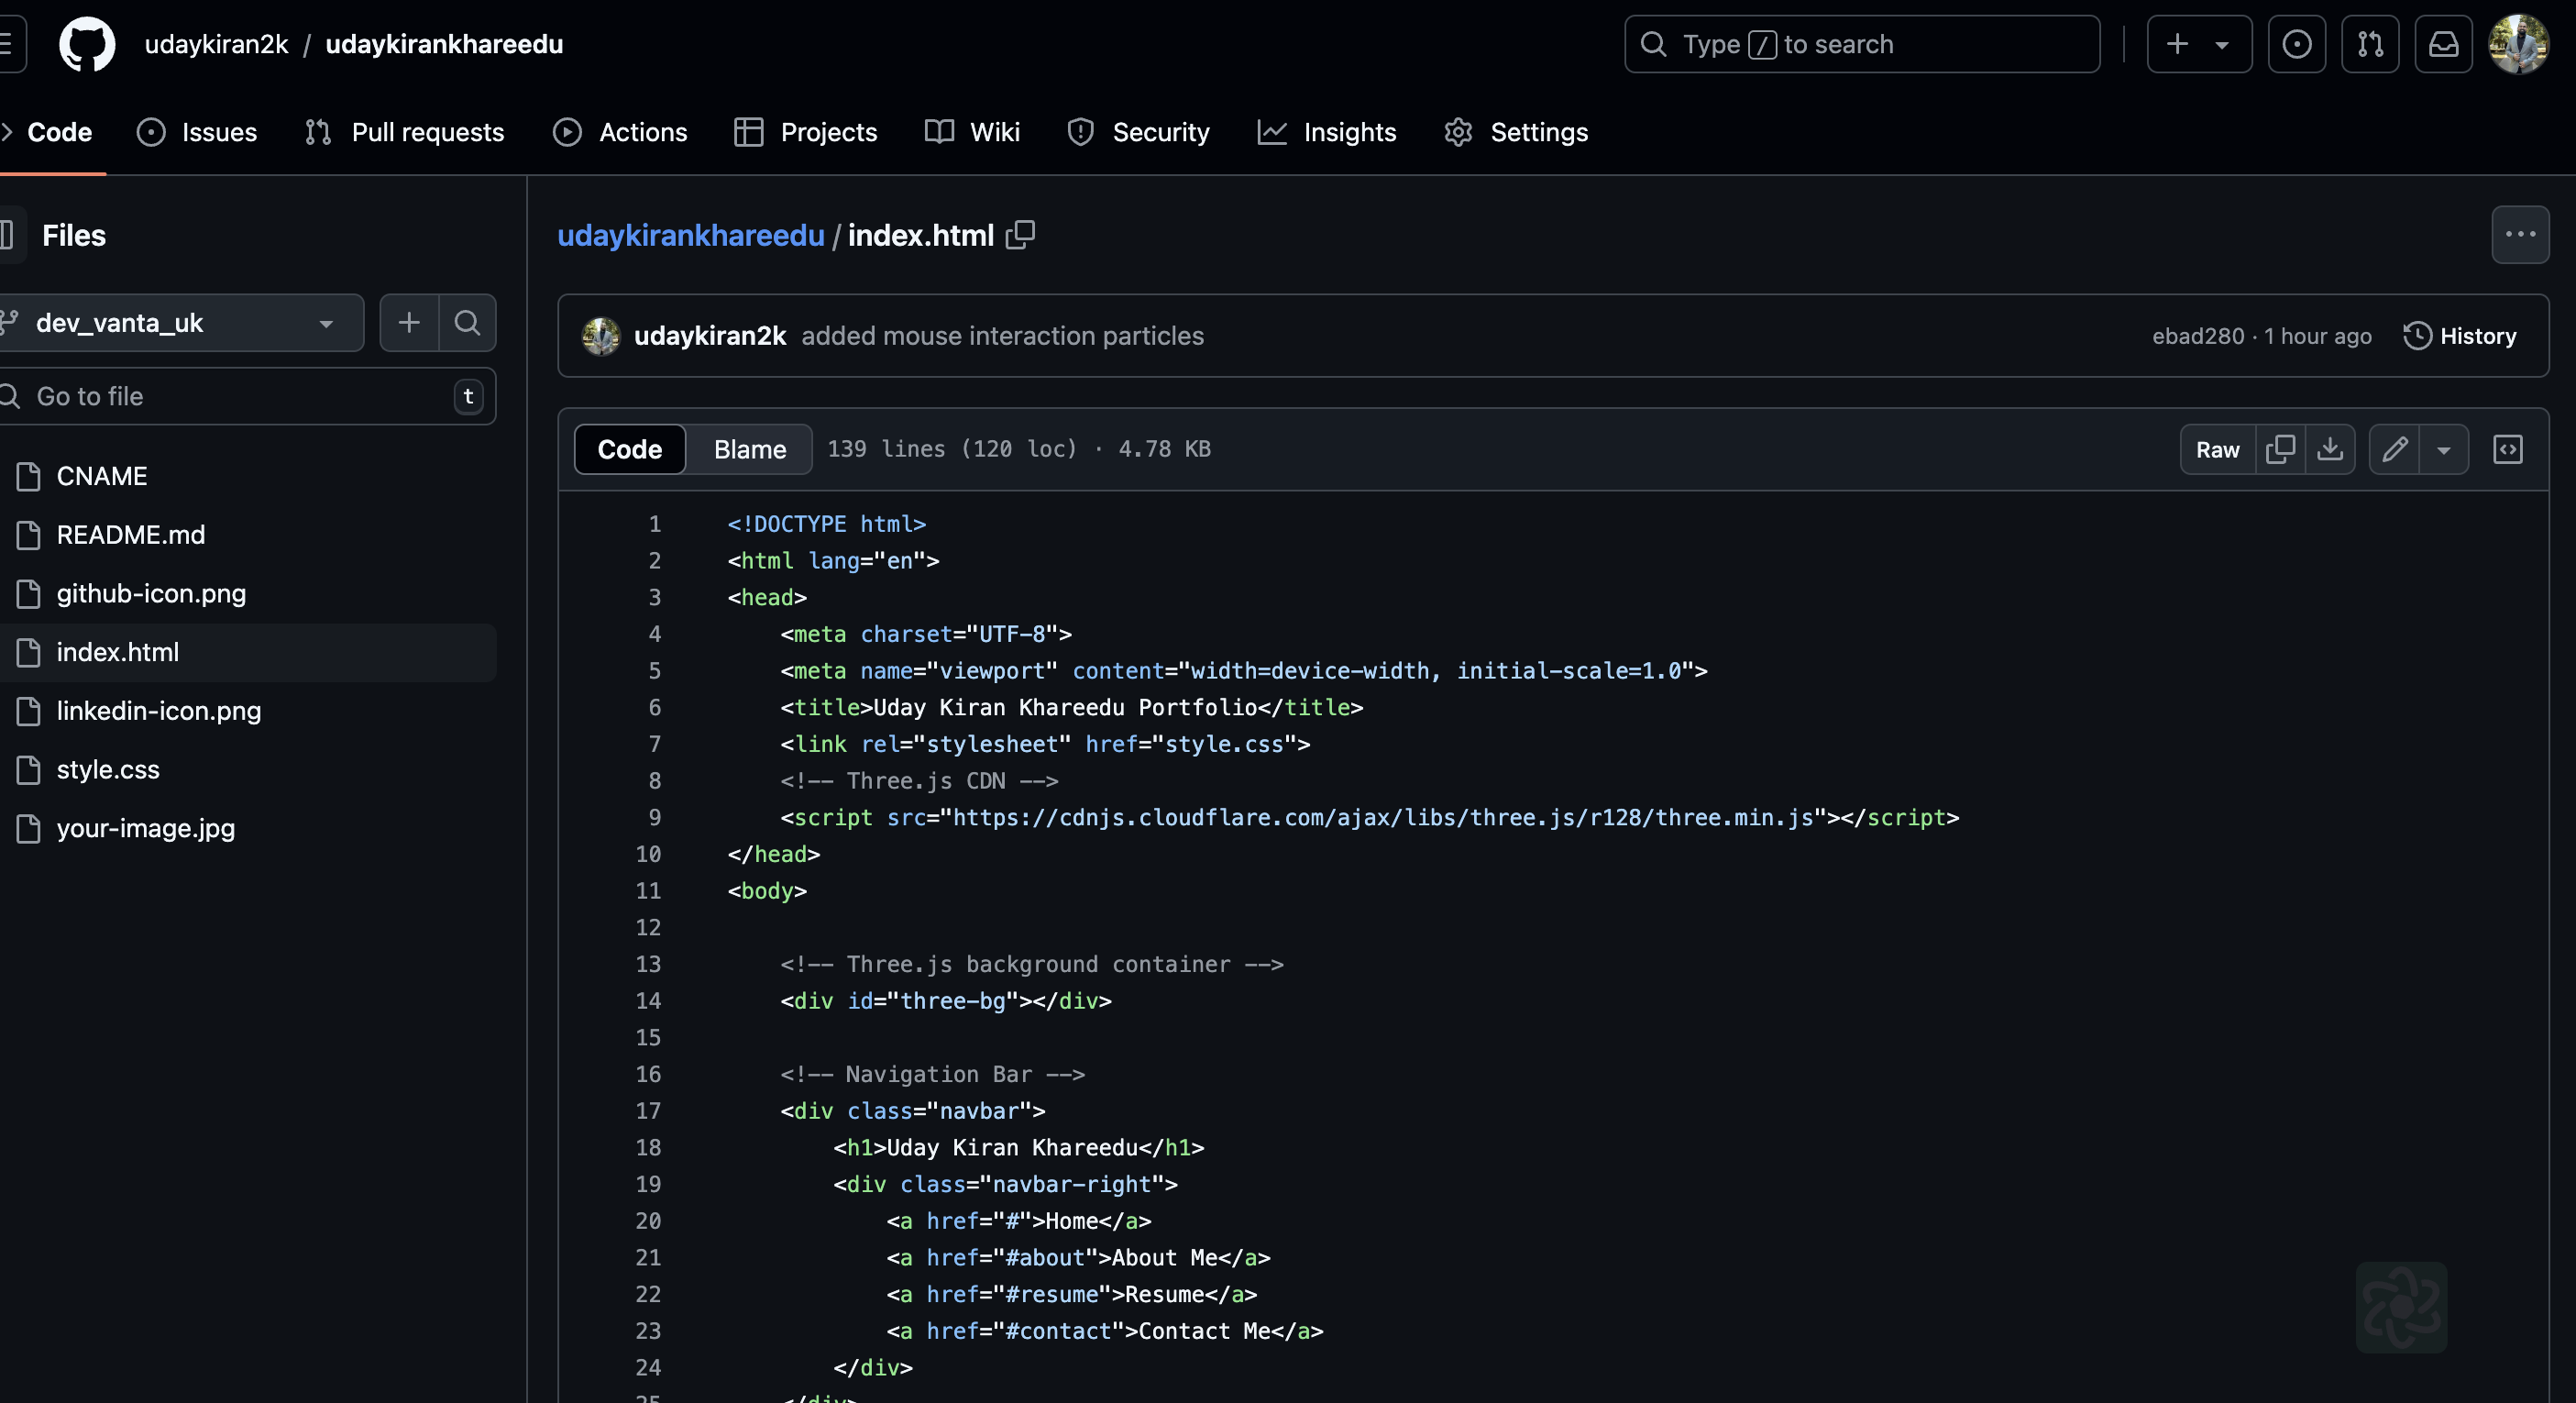 udaykiran2k / udaykirankhareedu
Type / to search
Code
Issues
Pull requests
Actions
Projects
Wiki
Security
Insights
Settings
Files
dev_vanta_uk
Go to file
t
CNAME
README.md
github-icon.png
index.html
linkedin-icon.png
style.css
your-image.jpg
udaykirankhareedu / index.html
udaykiran2k added mouse interaction particles
ebad280 · 1 hour ago
History
Code
Blame
139 lines (120 loc) · 4.78 KB
Raw
1 <!DOCTYPE html>
2 <html lang="en">
3 <head>
4 <meta charset="UTF-8">
5 <meta name="viewport" content="width=device-width, initial-scale=1.0">
6 <title>Uday Kiran Khareedu Portfolio</title>
7 <link rel="stylesheet" href="style.css">
8 <!-- Three.js CDN -->
9 <script src="https://cdnjs.cloudflare.com/ajax/libs/three.js/r128/three.min.js"></script>
10 </head>
11 <body>
12
13 <!-- Three.js background container -->
14 <div id="three-bg"></div>
15
16 <!-- Navigation Bar -->
17 <div class="navbar">
18 <h1>Uday Kiran Khareedu</h1>
19 <div class="navbar-right">
20 <a href="#">Home</a>
21 <a href="#about">About Me</a>
22 <a href="#resume">Resume</a>
23 <a href="#contact">Contact Me</a>
24 </div>
25 </div>